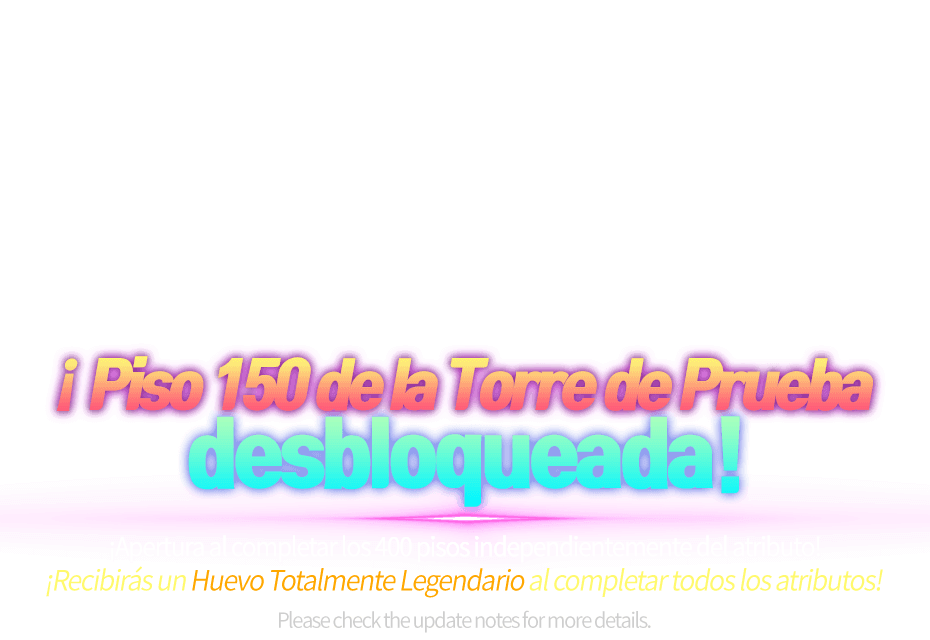 ¡ Piso 150 de la Torre de Prueba
desbloqueada!
¡Apertura al completar los 400 pisos independientemente del atributo!
¡Recibirás un Huevo Totalmente Legendario al completar todos los atributos!
Please check the update notes for more details.